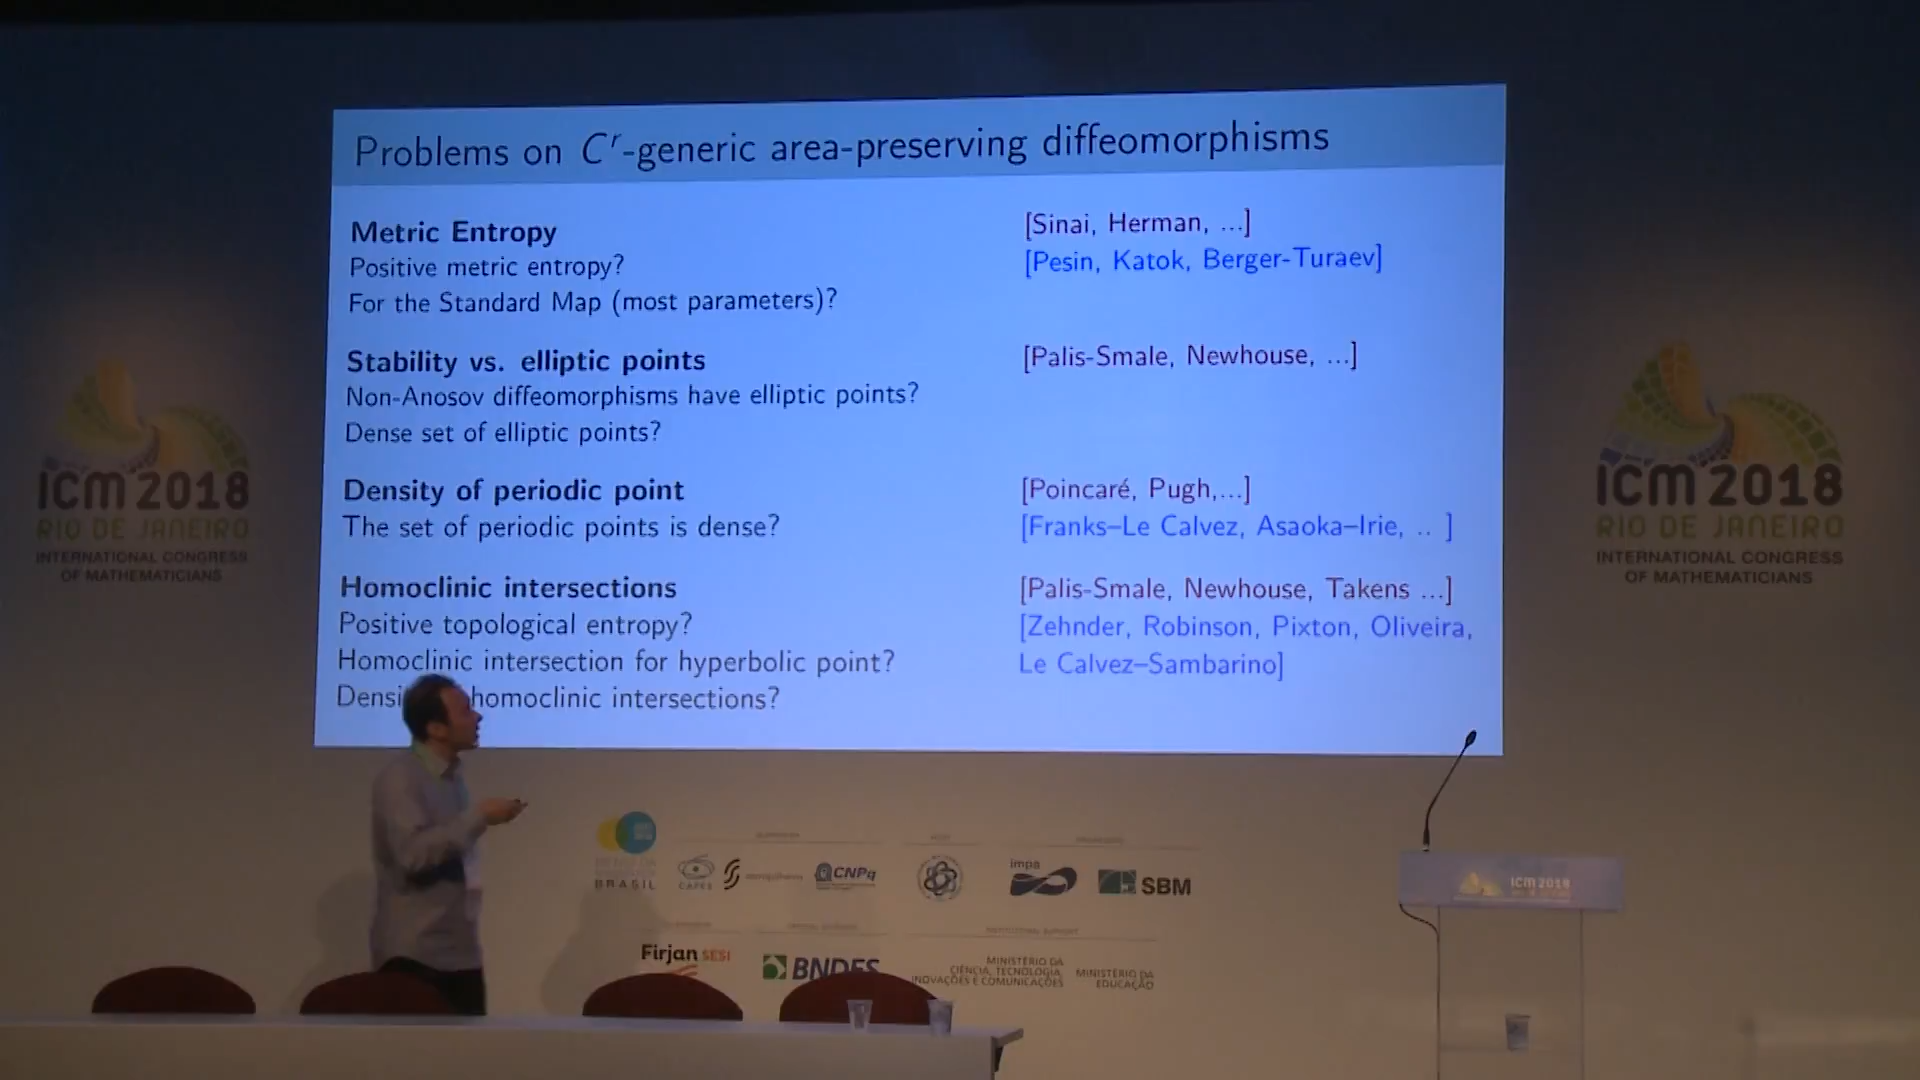 Problems on Cʳ-generic area-preserving diffeomorphisms
Metric Entropy [Sinai, Herman, ...]
Positive metric entropy? [Pesin, Katok, Berger-Turaev]
For the Standard Map (most parameters)?
Stability vs. elliptic points [Palis-Smale, Newhouse, ...]
Non-Anosov diffeomorphisms have elliptic points?
Dense set of elliptic points?
Density of periodic point [Poincaré, Pugh,...]
The set of periodic points is dense? [Franks–Le Calvez, Asaoka–Irie, .. ]
Homoclinic intersections [Palis-Smale, Newhouse, Takens ...]
Positive topological entropy? [Zehnder, Robinson, Pixton, Oliveira,
Homoclinic intersection for hyperbolic point? Le Calvez–Sambarino]
homoclinic intersections?
ICM 2018
RIO DE JANEIRO
INTERNATIONAL CONGRESS
OF MATHEMATICIANS
ICM 2018
RIO DE JANEIRO
INTERNATIONAL CONGRESS
OF MATHEMATICIANS
BRASIL
CAPES
CNPq
impa
SBM
Firjan SESI
BNDES
MINISTÉRIO DA
CIÊNCIA, TECNOLOGIA,
INOVAÇÕES E COMUNICAÇÕES
MINISTÉRIO DA
EDUCAÇÃO
ICM 2018